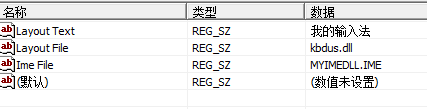 名称 类型 数据
Layout Text REG_SZ 我的输入法
Layout File REG_SZ kbdus.dll
Ime File REG_SZ MYIMEDLL.IME
(默认) REG_SZ (数值未设置)